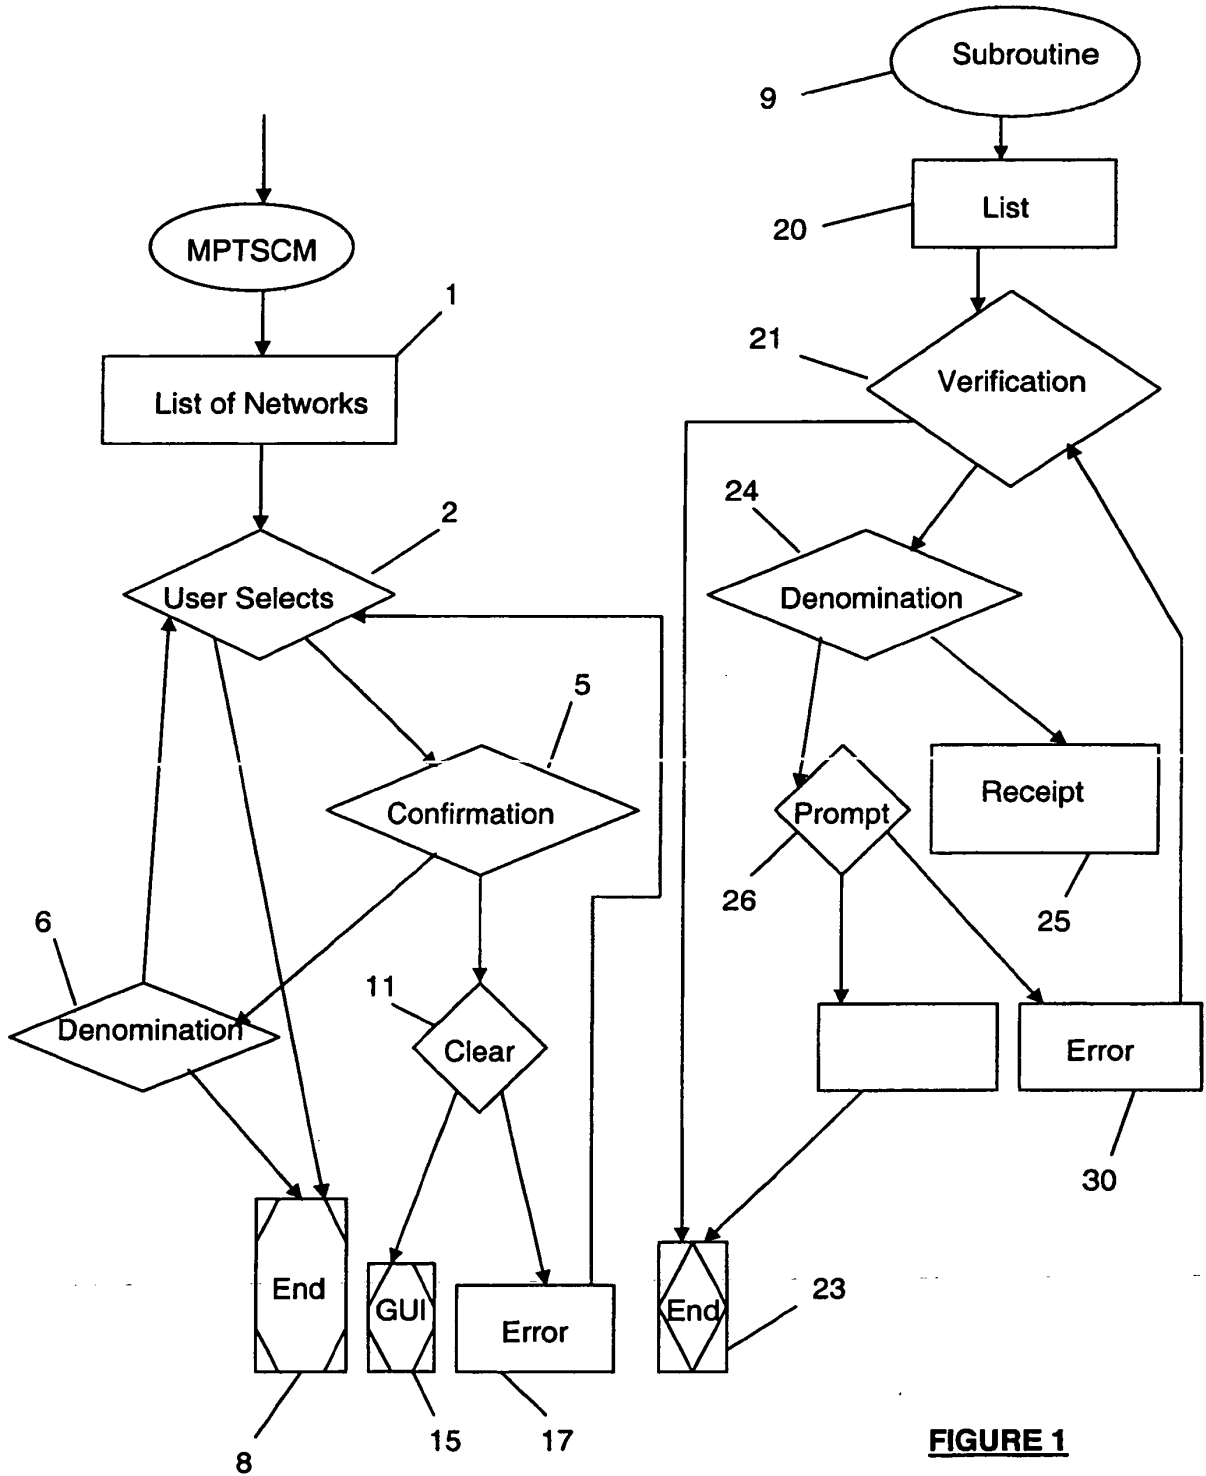 Subroutine
9
List
20
MPTSCM
1
List of Networks
21
Verification
2
24
User Selects
Denomination
5
Confirmation
Prompt
Receipt
26
25
6
11
Denomination
Clear
Error
30
End
GUI
Error
End
23
8
15
17
FIGURE 1